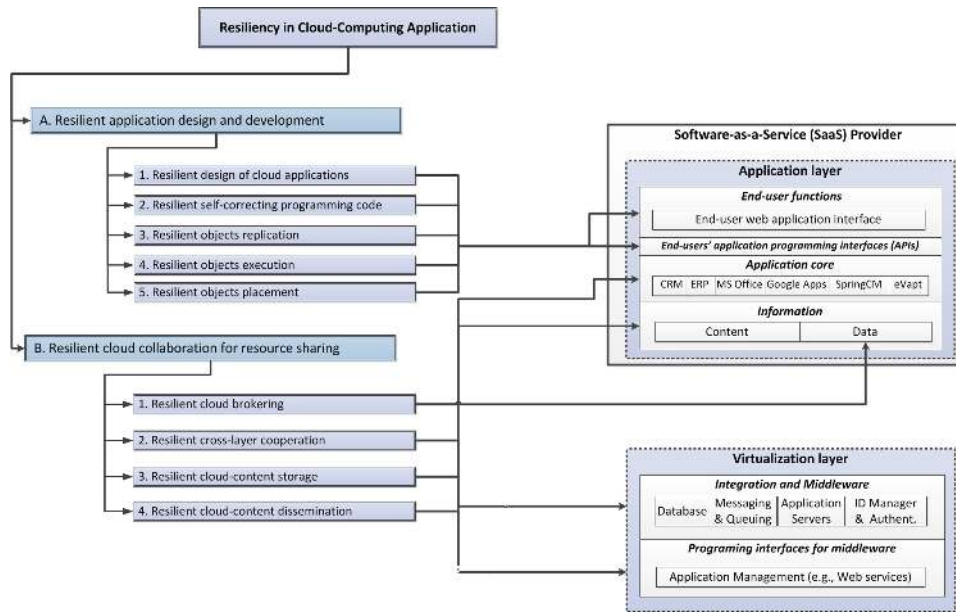 Resiliency in Cloud-Computing Application
A. Resilient application design and development
1. Resilient design of cloud applications
2. Resilient self-correcting programming code
3. Resilient objects replication
4. Resilient objects execution
5. Resilient objects placement
B. Resilient cloud collaboration for resource sharing
1. Resilient cloud brokering
2. Resilient cross-layer cooperation
3. Resilient cloud-content storage
4. Resilient cloud-content dissemination
Software-as-a-Service (SaaS) Provider
Application layer
End-user functions
End-user web application interface
End-users' application programming interfaces (APIs)
Application core
CRM ERP MS Office Google Apps SpringCM eVapt
Information
Content Data
Virtualization layer
Integration and Middleware
Database Messaging & Queuing Application Servers ID Manager & Authent.
Programing interfaces for middleware
Application Management (e.g., Web services)